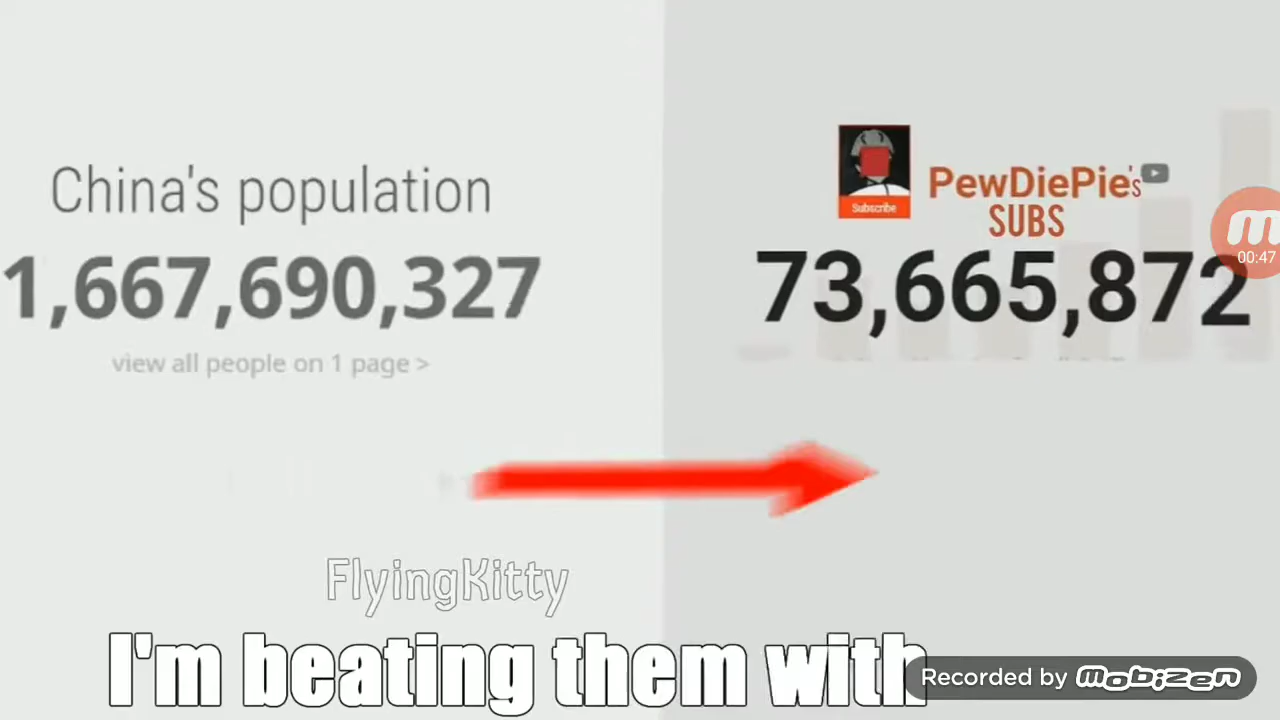 China's population
1,667,690,327
view all people on 1 page >
Subscribe
PewDiePie's
SUBS
73,665,872
00:47
FlyingKitty
I'm beating them with
Recorded by mobizen